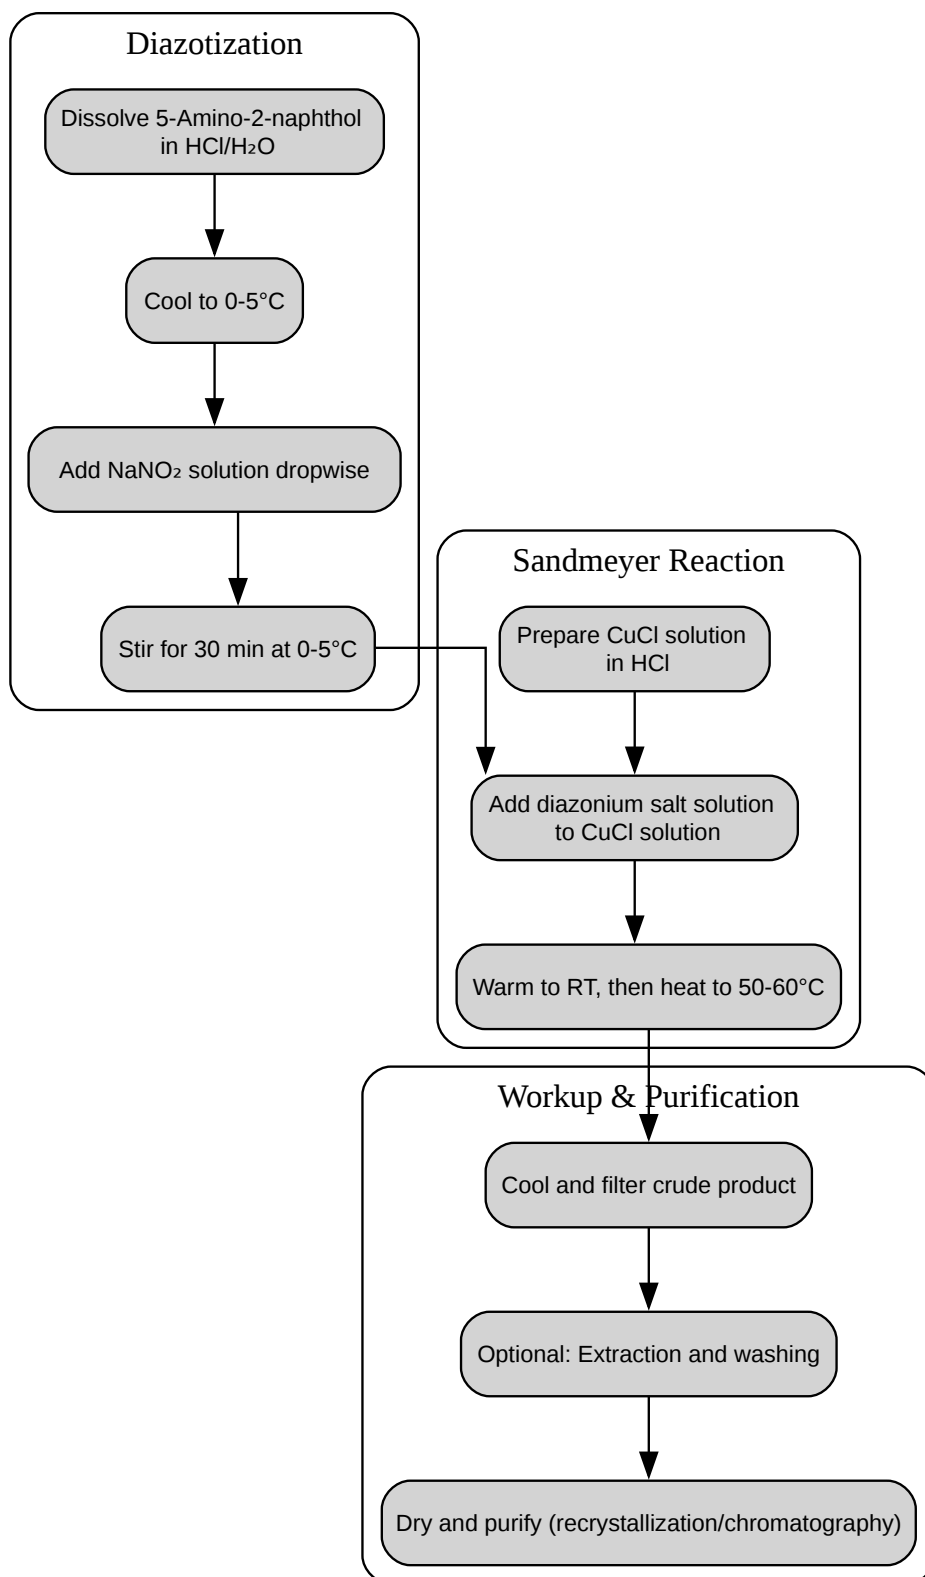 Diazotization
Dissolve 5-Amino-2-naphthol
in HCl/H₂O
Cool to 0-5°C
Add NaNO₂ solution dropwise
Stir for 30 min at 0-5°C
Sandmeyer Reaction
Prepare CuCl solution
in HCl
Add diazonium salt solution
to CuCl solution
Warm to RT, then heat to 50-60°C
Workup & Purification
Cool and filter crude product
Optional: Extraction and washing
Dry and purify (recrystallization/chromatography)